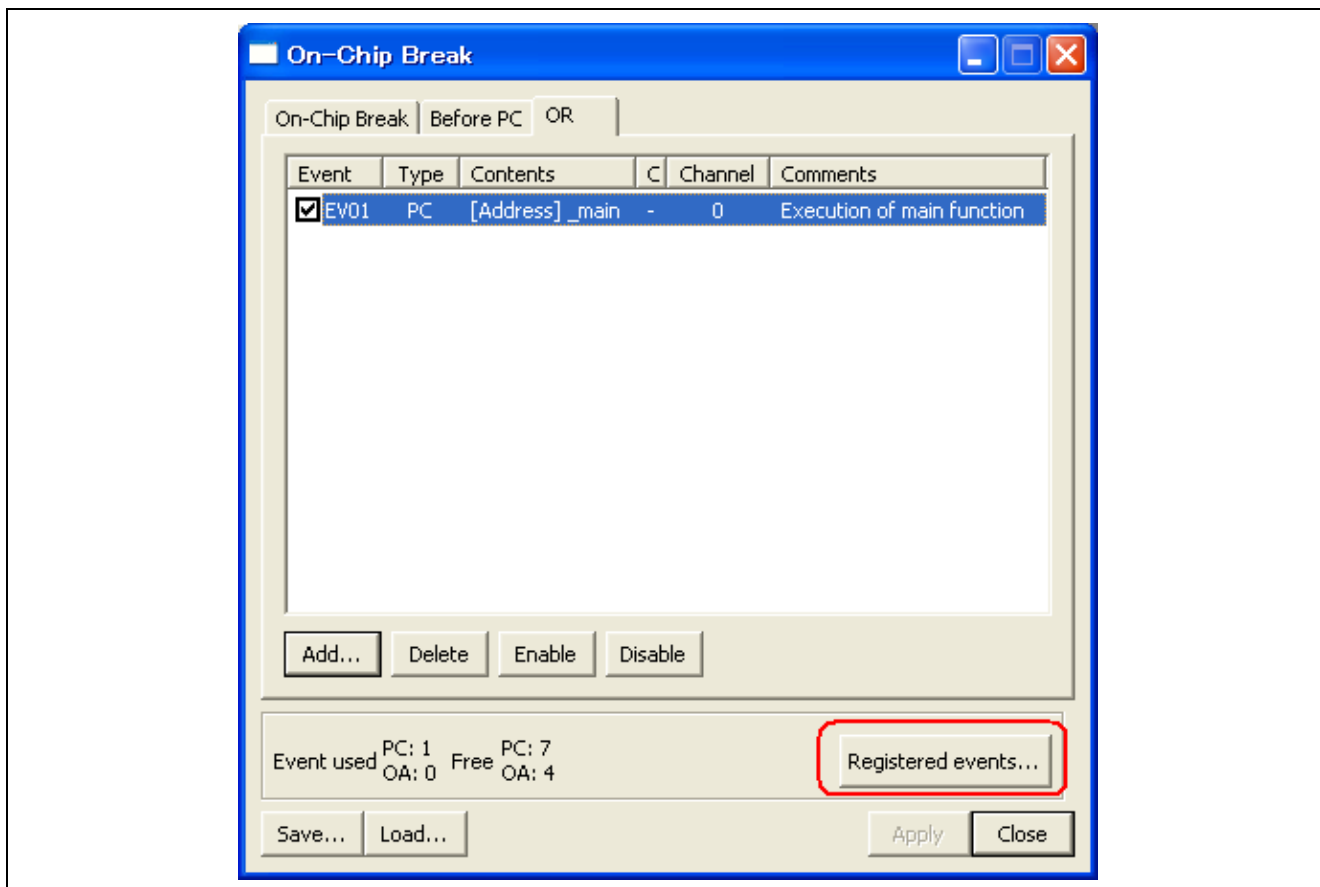 On-Chip Break
On-Chip Break Before PC OR
Event Type Contents C Channel Comments
EV01 PC [Address] _main - 0 Execution of main function
Add... Delete Enable Disable
Event used PC: 1 Free PC: 7
OA: 0 OA: 4
Registered events...
Save... Load... Apply Close